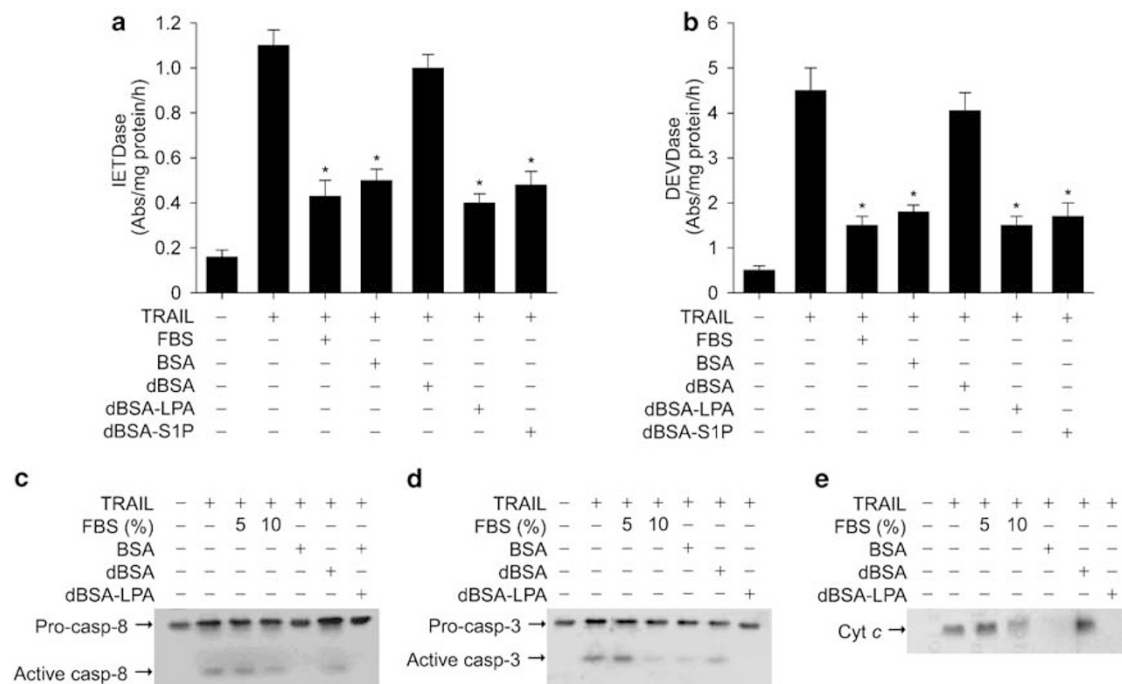 a
1.2
1.0
0.8
0.6
0.4
0.2
0
IETDase
(Abs/mg protein/h)
* * * *
TRAIL – + + + + + +
FBS – – + – – – –
BSA – – – + – – –
dBSA – – – – + – –
dBSA-LPA – – – – – + –
dBSA-S1P – – – – – – +
b
6
5
4
3
2
1
0
DEVDase
(Abs/mg protein/h)
* * * *
TRAIL – + + + + + +
FBS – – + – – – –
BSA – – – + – – –
dBSA – – – – + – –
dBSA-LPA – – – – – + –
dBSA-S1P – – – – – – +
c
TRAIL – + + + + + +
FBS (%) – – 5 10 – – –
BSA – – – – + – +
dBSA – – – – – + –
dBSA-LPA – – – – – – +
Pro-casp-8 →
Active casp-8 →
d
TRAIL – + + + + + +
FBS (%) – – 5 10 – – –
BSA – – – – + – –
dBSA – – – – – + –
dBSA-LPA – – – – – – +
Pro-casp-3 →
Active casp-3 →
e
TRAIL – + + + + + +
FBS (%) – – 5 10 – – –
BSA – – – – + – –
dBSA – – – – – + –
dBSA-LPA – – – – – – +
Cyt c →